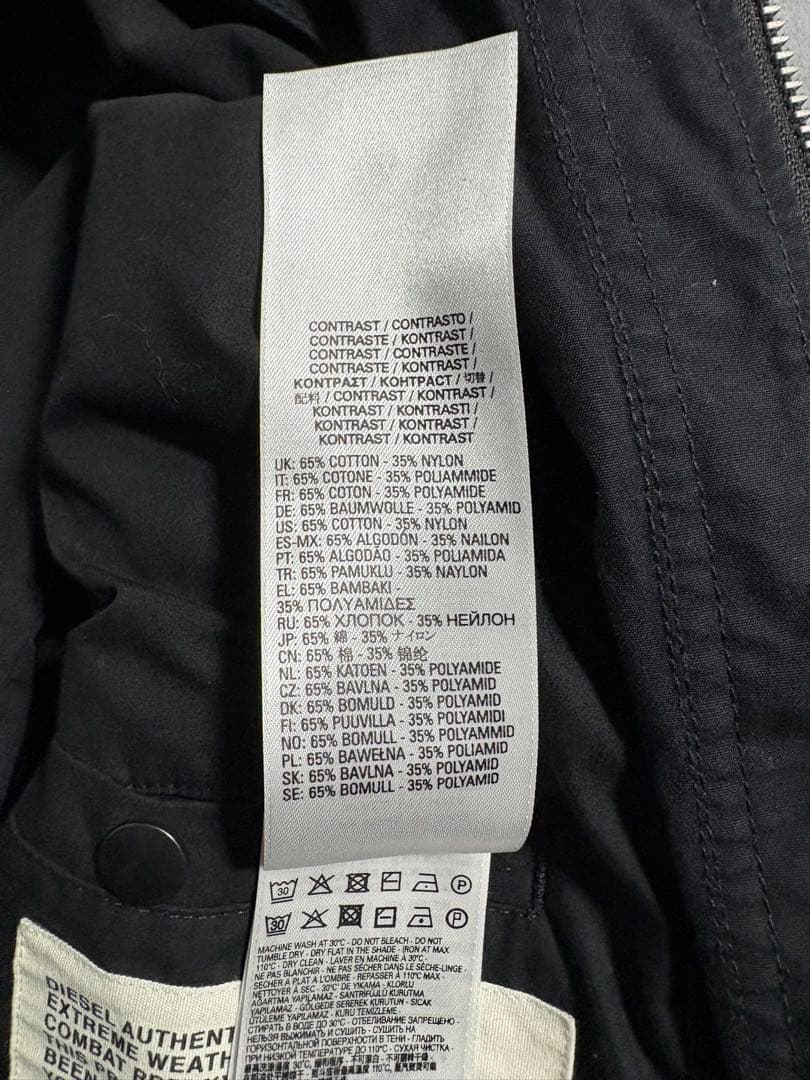 CONTRAST / CONTRASTO /
CONTRASTE / KONTRAST /
CONTRAST / CONTRASTE /
CONTRASTE / KONTRAST /
ΚΟΝΤΡΑΣΤ / КОНТРАСТ / 切替 /
配料 / CONTRAST / KONTRAST /
KONTRAST / KONTRASTI /
KONTRAST / KONTRAST /
KONTRAST / KONTRAST
UK: 65% COTTON - 35% NYLON
IT: 65% COTONE - 35% POLIAMMIDE
FR: 65% COTON - 35% POLYAMIDE
DE: 65% BAUMWOLLE - 35% POLYAMID
US: 65% COTTON - 35% NYLON
ES-MX: 65% ALGODÓN - 35% NAILON
PT: 65% ALGODÃO - 35% POLIAMIDA
TR: 65% PAMUKLU - 35% NAYLON
EL: 65% ΒΑΜΒΑΚΙ -
35% ΠΟΛΥΑΜΙΔΕΣ
RU: 65% ХЛОПОК - 35% НЕЙЛОН
JP: 65% 綿 - 35% ナイロン
CN: 65% 棉 - 35% 锦纶
NL: 65% KATOEN - 35% POLYAMIDE
CZ: 65% BAVLNA - 35% POLYAMID
DK: 65% BOMULD - 35% POLYAMID
FI: 65% PUUVILLA - 35% POLYAMIDI
NO: 65% BOMULL - 35% POLYAMMID
PL: 65% BAWEŁNA - 35% POLIAMID
SK: 65% BAVLNA - 35% POLYAMID
SE: 65% BOMULL - 35% POLYAMID
30 P
30 P
MACHINE WASH AT 30°C - DO NOT BLEACH - DO NOT
TUMBLE DRY - DRY FLAT IN THE SHADE - IRON AT MAX
110°C - DRY CLEAN - LAVER EN MACHINE À 30°C -
NE PAS BLANCHIR - NE PAS SÉCHER DANS LE SÈCHE-LINGE -
SÉCHER À PLAT À L'OMBRE - REPASSER À 110°C MAX -
NETTOYER À SEC - 30°C DE YIKAMA - KLORLU
AĞARTMA YAPILAMAZ - SANTRİFÜJLÜ KURUTMA
YAPILAMAZ - GÖLGEDE SEREREK KURUTUN - SICAK
ÜTÜLEME YAPILAMAZ - KURU TEMİZLEME -
СТИРАТЬ В ВОДЕ ДО 30°C - ОТБЕЛИВАНИЕ ЗАПРЕЩЕНО -
НЕЛЬЗЯ ВЫЖИМАТЬ И СУШИТЬ - СУШИТЬ НА
ГОРИЗОНТАЛЬНОЙ ПОВЕРХНОСТИ В ТЕНИ - ГЛАДИТЬ
ПРИ НИЗКОЙ ТЕМПЕРАТУРЕ ДО 110°C - СУХАЯ ЧИСТКА -
DIESEL AUTHENT
EXTREME WEATH
COMBAT
THIS
BEEN